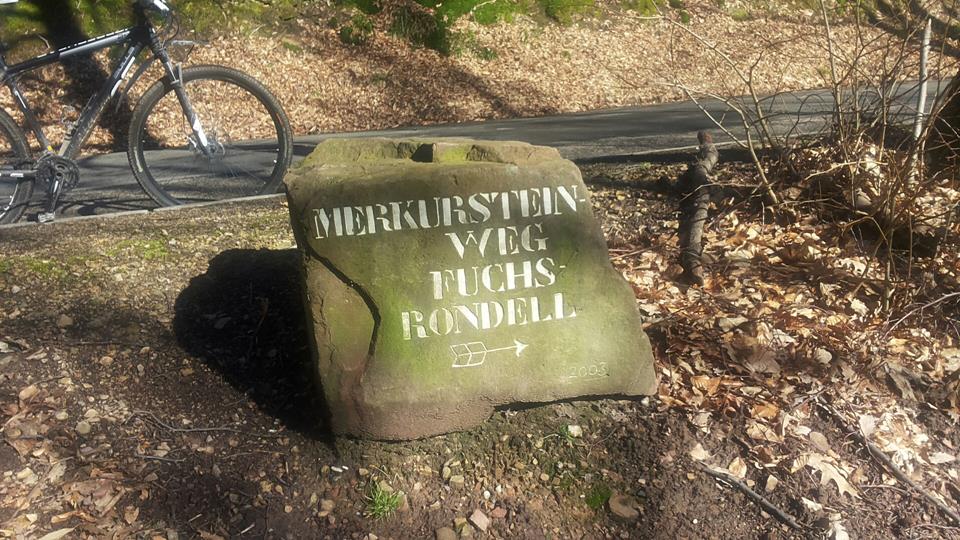 MERKURSTEIN-
WEG
FUCHS-
RONDELL
2003